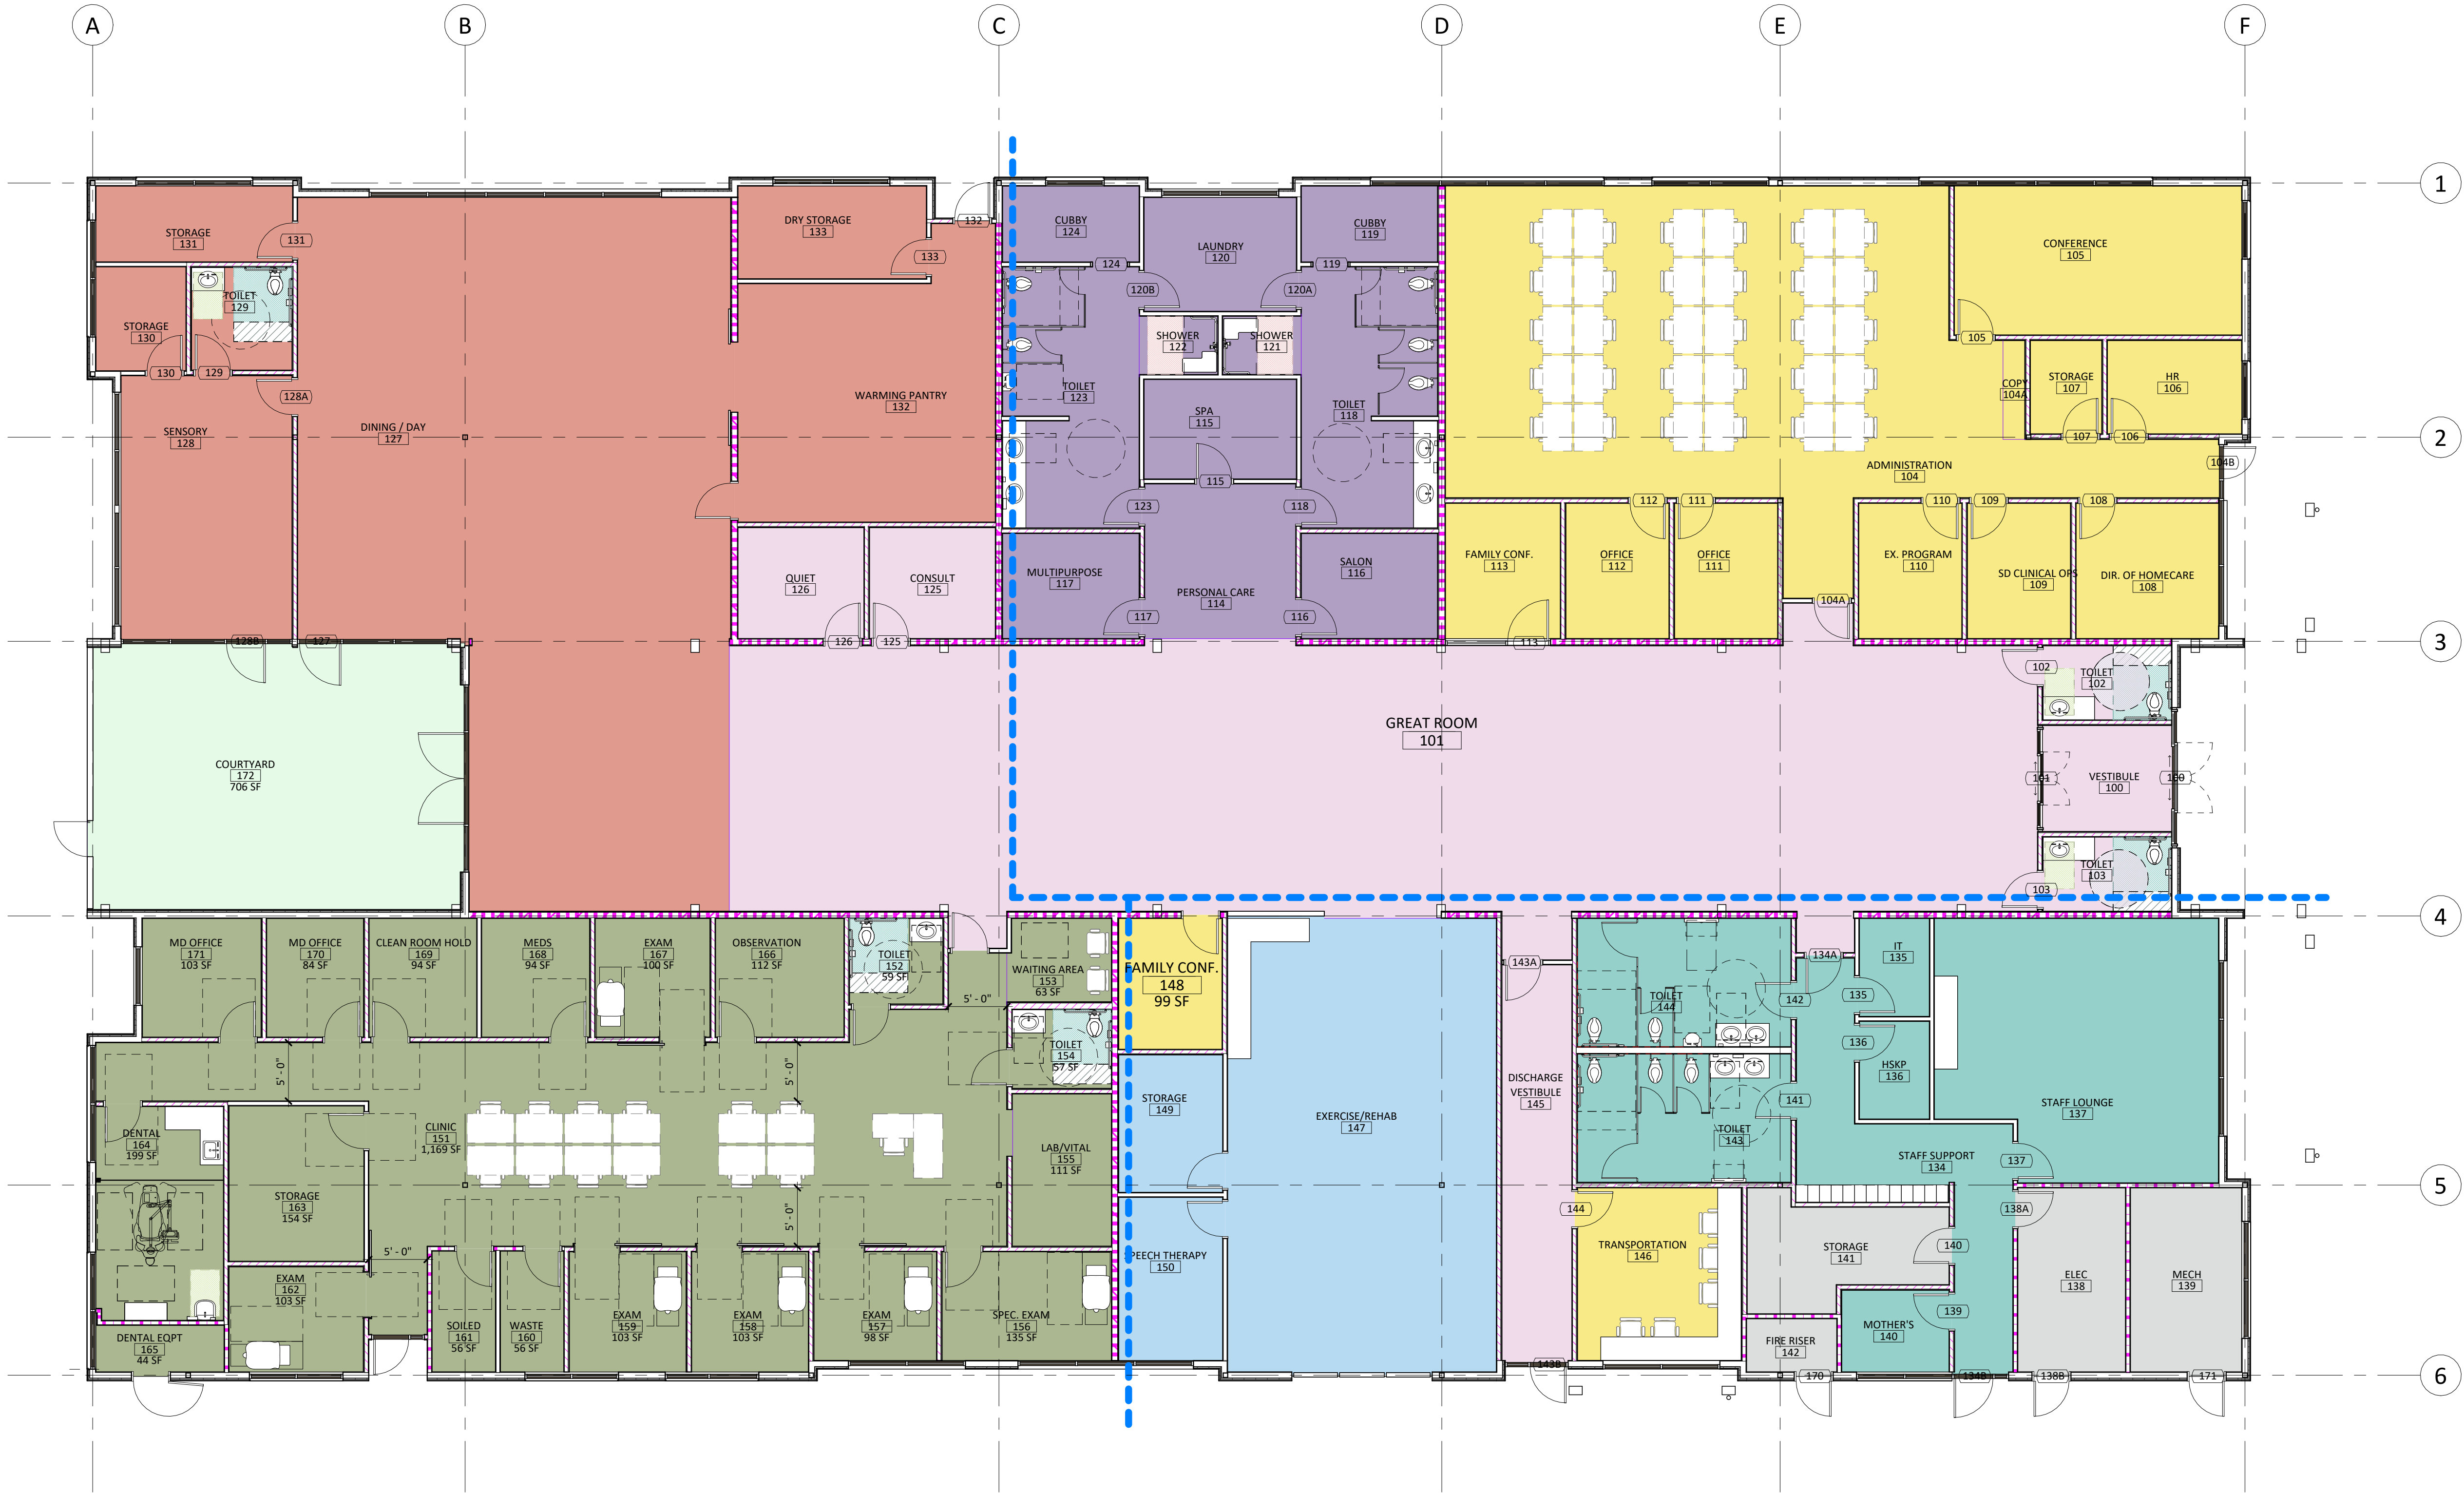 A
B
C
D
E
F
1
2
3
4
5
6
STORAGE
131
131
STORAGE
130
130
TOILET
129
129
128A
SENSORY
128
128B
DINING / DAY
127
127
DRY STORAGE
133
133
132
WARMING PANTRY
132
QUIET
126
126
CONSULT
125
125
CUBBY
124
124
LAUNDRY
120
120B
120A
CUBBY
119
119
SHOWER
122
SHOWER
121
TOILET
123
123
SPA
115
115
TOILET
118
118
MULTIPURPOSE
117
117
PERSONAL CARE
114
SALON
116
116
CONFERENCE
105
105
COPY
104A
STORAGE
107
107
HR
106
106
ADMINISTRATION
104
104B
FAMILY CONF.
113
113
OFFICE
112
112
OFFICE
111
111
104A
EX. PROGRAM
110
110
SD CLINICAL OPS
109
109
DIR. OF HOMECARE
108
108
COURTYARD
172
706 SF
GREAT ROOM
101
TOILET
102
102
VESTIBULE
100
101
100
TOILET
103
103
MD OFFICE
171
103 SF
MD OFFICE
170
84 SF
CLEAN ROOM HOLD
169
94 SF
MEDS
168
94 SF
EXAM
167
100 SF
OBSERVATION
166
112 SF
TOILET
152
59 SF
WAITING AREA
153
63 SF
5' - 0"
TOILET
154
57 SF
5' - 0"
5' - 0"
DENTAL
164
199 SF
CLINIC
151
1,169 SF
LAB/VITAL
155
111 SF
STORAGE
163
154 SF
5' - 0"
5' - 0"
EXAM
162
103 SF
DENTAL EQPT
165
44 SF
SOILED
161
56 SF
WASTE
160
56 SF
EXAM
159
103 SF
EXAM
158
103 SF
EXAM
157
98 SF
SPEC. EXAM
156
135 SF
FAMILY CONF.
148
99 SF
STORAGE
149
SPEECH THERAPY
150
EXERCISE/REHAB
147
143A
DISCHARGE
VESTIBULE
145
143B
TOILET
144
142
134A
IT
135
135
136
HSKP
136
STAFF LOUNGE
137
137
TOILET
143
141
STAFF SUPPORT
134
144
TRANSPORTATION
146
STORAGE
141
140
138A
ELEC
138
MECH
139
FIRE RISER
142
MOTHER'S
140
139
170
134B
138B
171